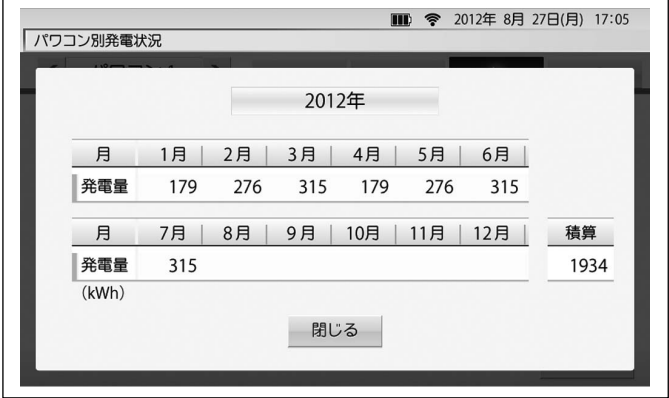 2012年 8月 27日(月) 17:05
パワコン別発電状況
2012年
月 1月 2月 3月 4月 5月 6月
発電量 179 276 315 179 276 315
月 7月 8月 9月 10月 11月 12月 積算
発電量 315 1934
(kWh)
閉じる